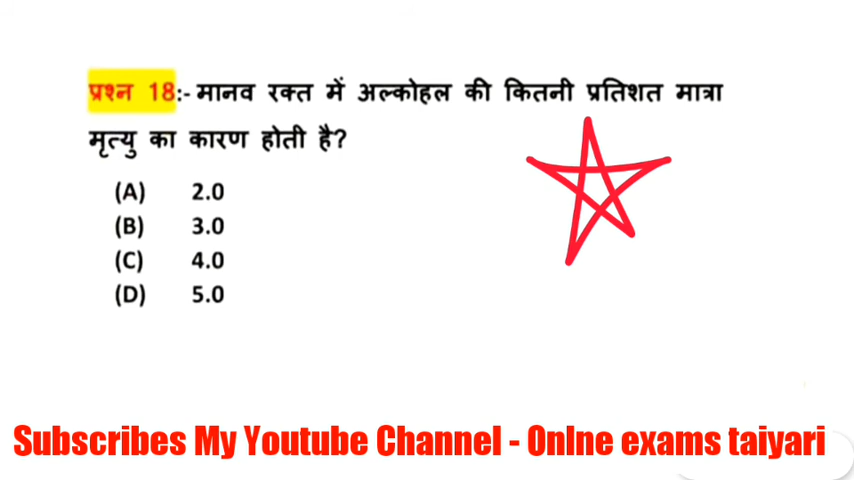 प्रश्न 18:- मानव रक्त में अल्कोहल की कितनी प्रतिशत मात्रा
मृत्यु का कारण होती है?
(A) 2.0
(B) 3.0
(C) 4.0
(D) 5.0
Subscribes My Youtube Channel - Onlne exams taiyari